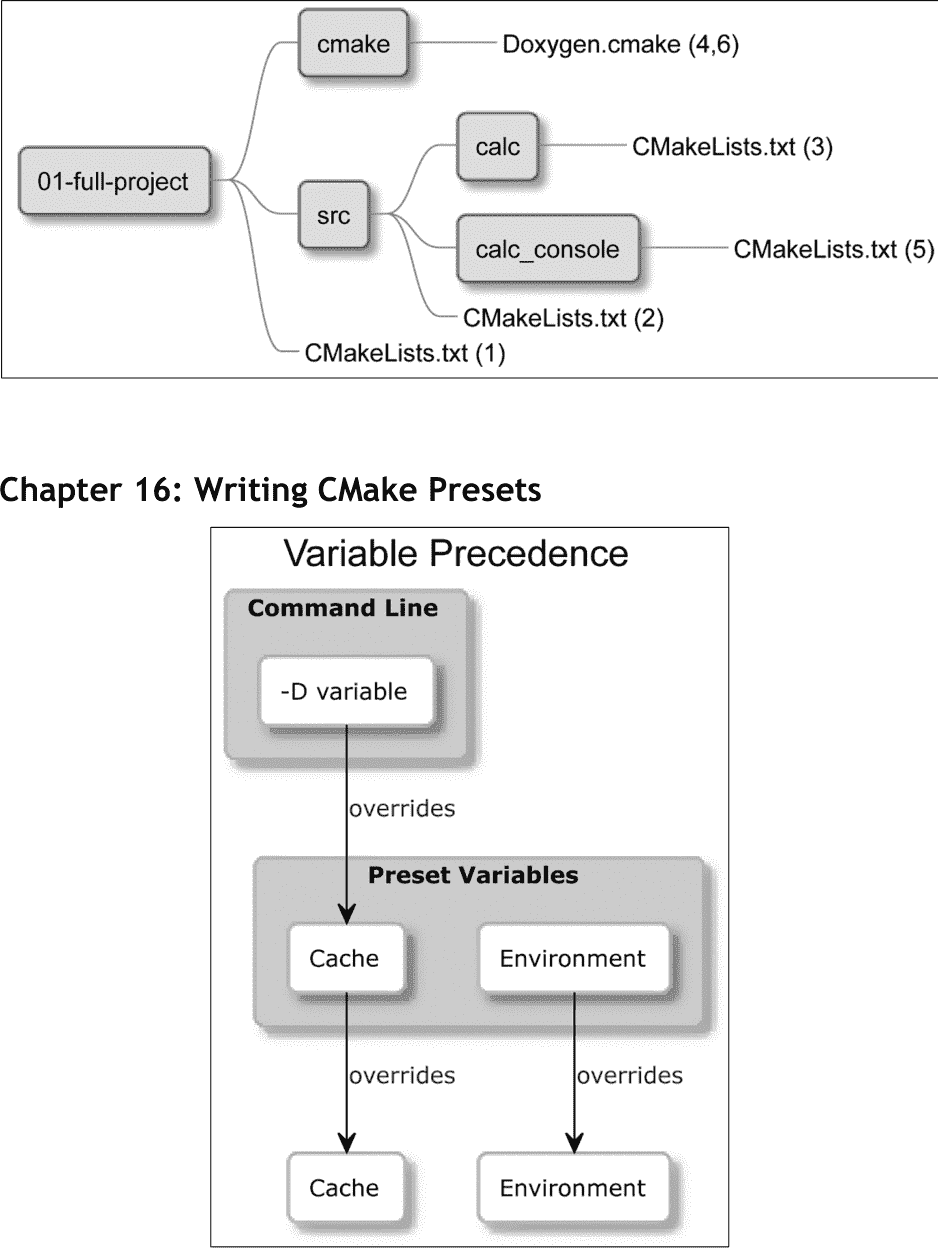 cmake
Doxygen.cmake (4,6)
calc
CMakeLists.txt (3)
01-full-project
src
calc_console
CMakeLists.txt (5)
CMakeLists.txt (2)
CMakeLists.txt (1)
Chapter 16: Writing CMake Presets
Variable Precedence
Command Line
-D variable
overrides
Preset Variables
Cache
Environment
overrides
overrides
Cache
Environment